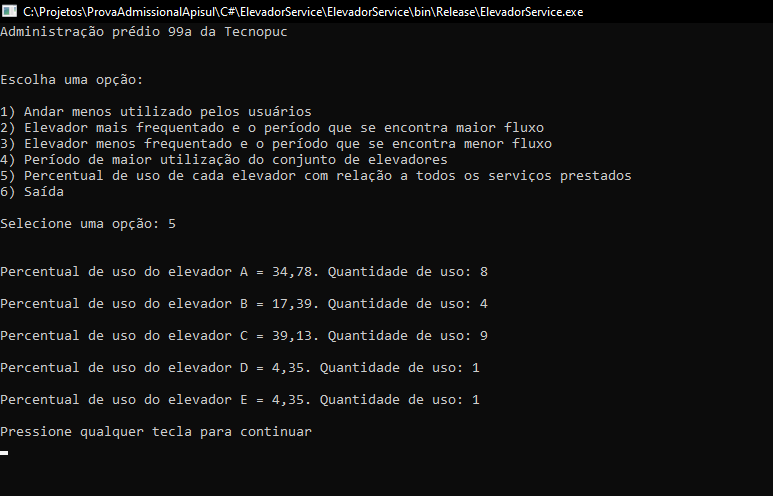 C:\Projetos\ProvaAdmissionalApisul\C#\ElevadorService\ElevadorService\bin\Release\ElevadorService.exe
Administração prédio 99a da Tecnopuc
Escolha uma opção:
1) Andar menos utilizado pelos usuários
2) Elevador mais frequentado e o período que se encontra maior fluxo
3) Elevador menos frequentado e o período que se encontra menor fluxo
4) Período de maior utilização do conjunto de elevadores
5) Percentual de uso de cada elevador com relação a todos os serviços prestados
6) Saída
Selecione uma opção: 5
Percentual de uso do elevador A = 34,78. Quantidade de uso: 8
Percentual de uso do elevador B = 17,39. Quantidade de uso: 4
Percentual de uso do elevador C = 39,13. Quantidade de uso: 9
Percentual de uso do elevador D = 4,35. Quantidade de uso: 1
Percentual de uso do elevador E = 4,35. Quantidade de uso: 1
Pressione qualquer tecla para continuar